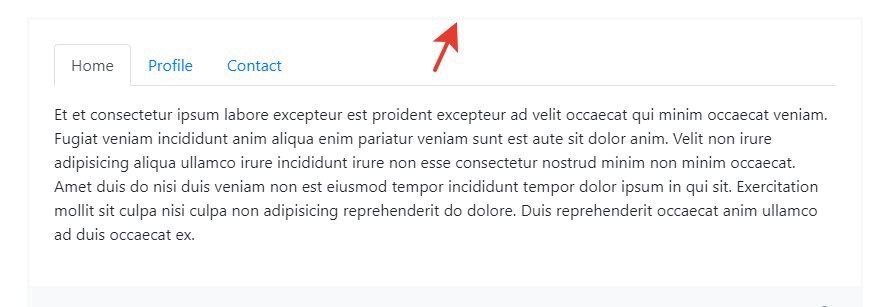 Home Profile Contact
Et et consectetur ipsum labore excepteur est proident excepteur ad velit occaecat qui minim occaecat veniam.
Fugiat veniam incididunt anim aliqua enim pariatur veniam sunt est aute sit dolor anim. Velit non irure
adipisicing aliqua ullamco irure incididunt irure non esse consectetur nostrud minim non minim occaecat.
Amet duis do nisi duis veniam non est eiusmod tempor incididunt tempor dolor ipsum in qui sit. Exercitation
mollit sit culpa nisi culpa non adipisicing reprehenderit do dolore. Duis reprehenderit occaecat anim ullamco
ad duis occaecat ex.